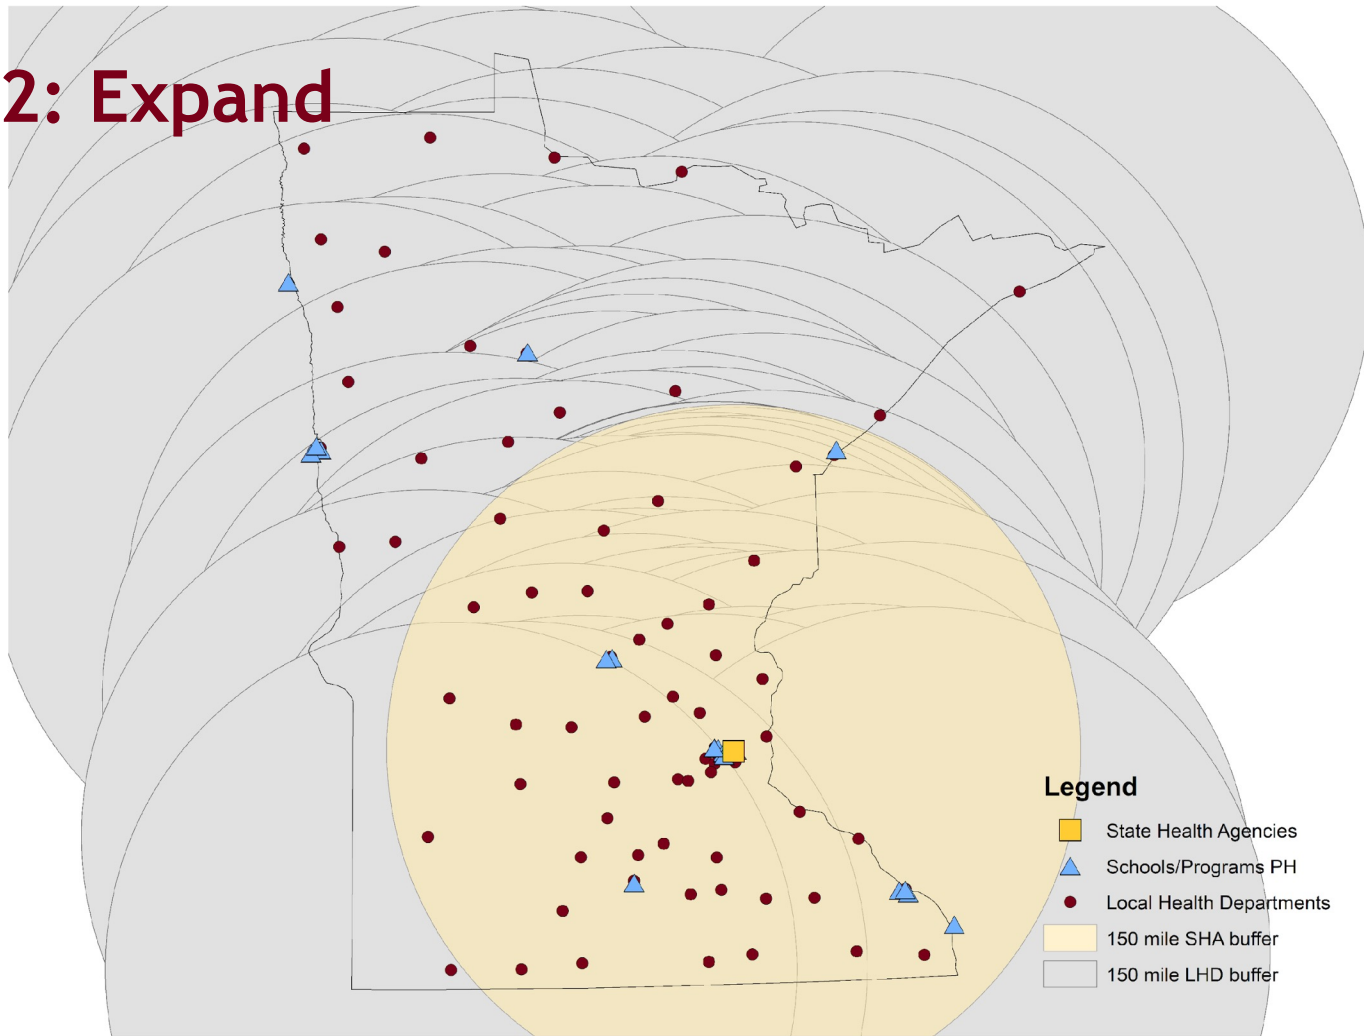 2: Expand
Legend
State Health Agencies
Schools/Programs PH
Local Health Departments
150 mile SHA buffer
150 mile LHD buffer